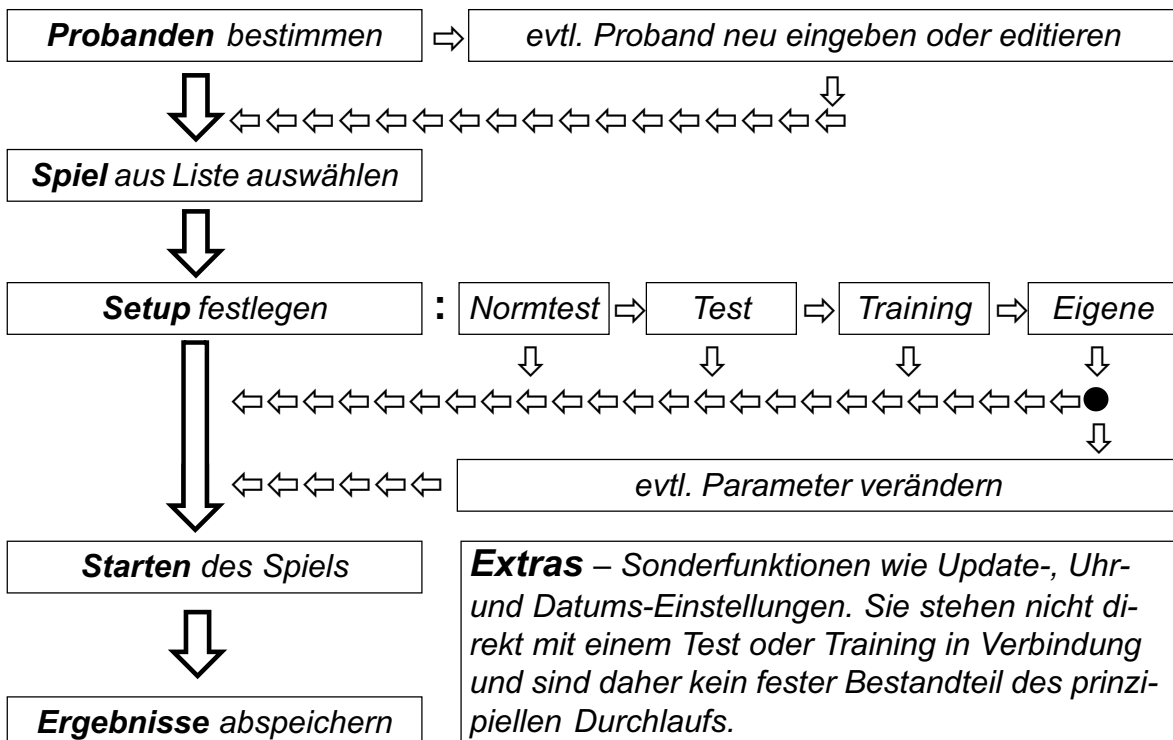 Probanden bestimmen
evtl. Proband neu eingeben oder editieren
Spiel aus Liste auswählen
Setup festlegen : Normtest Test Training Eigene
evtl. Parameter verändern
Starten des Spiels
Extras – Sonderfunktionen wie Update-, Uhr-
und Datums-Einstellungen. Sie stehen nicht di-
rekt mit einem Test oder Training in Verbindung
und sind daher kein fester Bestandteil des prinzi-
piellen Durchlaufs.
Ergebnisse abspeichern